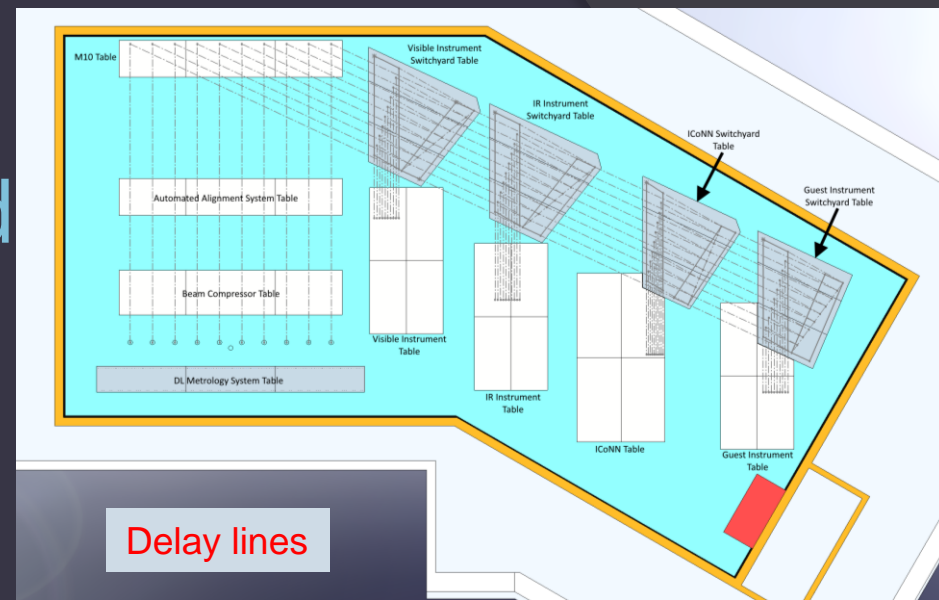 M10 Table
Visible Instrument
Switchyard Table
IR Instrument
Switchyard Table
ICoNN Switchyard
Table
Guest Instrument
Switchyard Table
Automated Alignment System Table
Beam Compressor Table
DL Metrology System Table
Visible Instrument
Table
IR Instrument
Table
ICoNN Table
Guest Instrument
Table
Delay lines